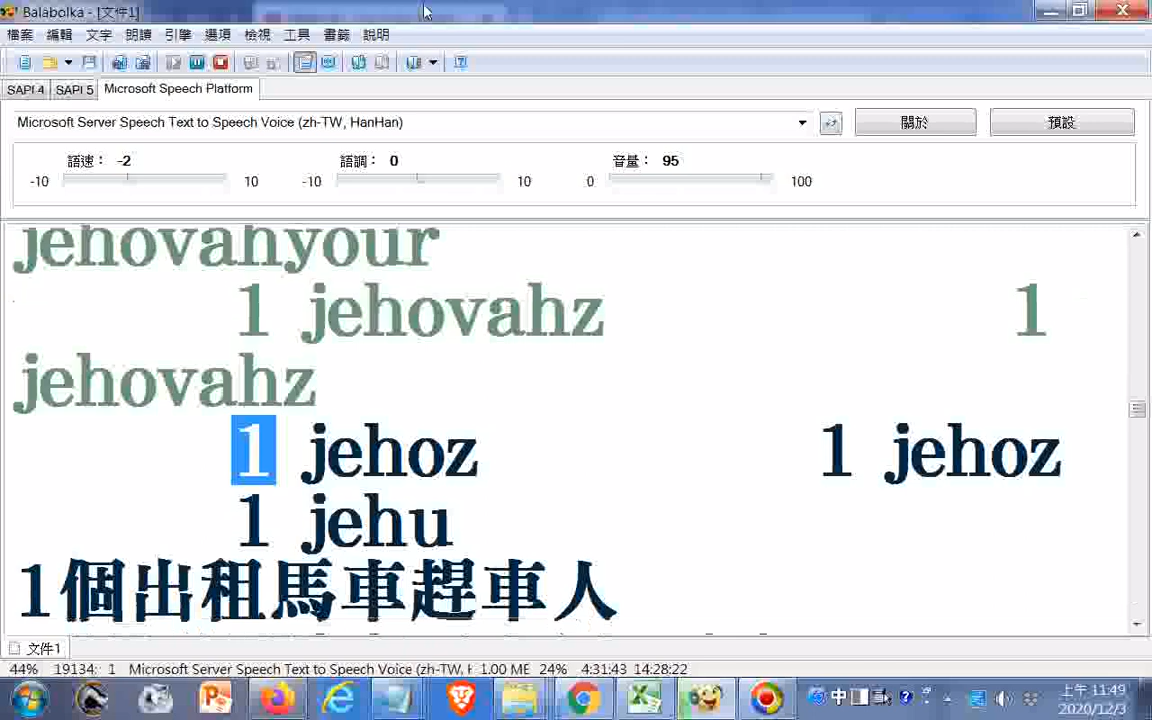 Balabolka - [文件1]
檔案 編輯 文字 朗讀 引擎 選項 檢視 工具 書籤 說明
SAPI 4 SAPI 5 Microsoft Speech Platform
Microsoft Server Speech Text to Speech Voice (zh-TW, HanHan) 關於 預設
語速： -2 語調： 0 音量： 95
-10 10 -10 10 0 100
jehovahyour
1 jehovahz 1
jehovahz
1 jehoz 1 jehoz
1 jehu
1個出租馬車趕車人
文件1
44% 19134: 1 Microsoft Server Speech Text to Speech Voice (zh-TW, H 1.00 ME 24% 4:31:43 14:28:22
中 上午 11:49
2020/12/3